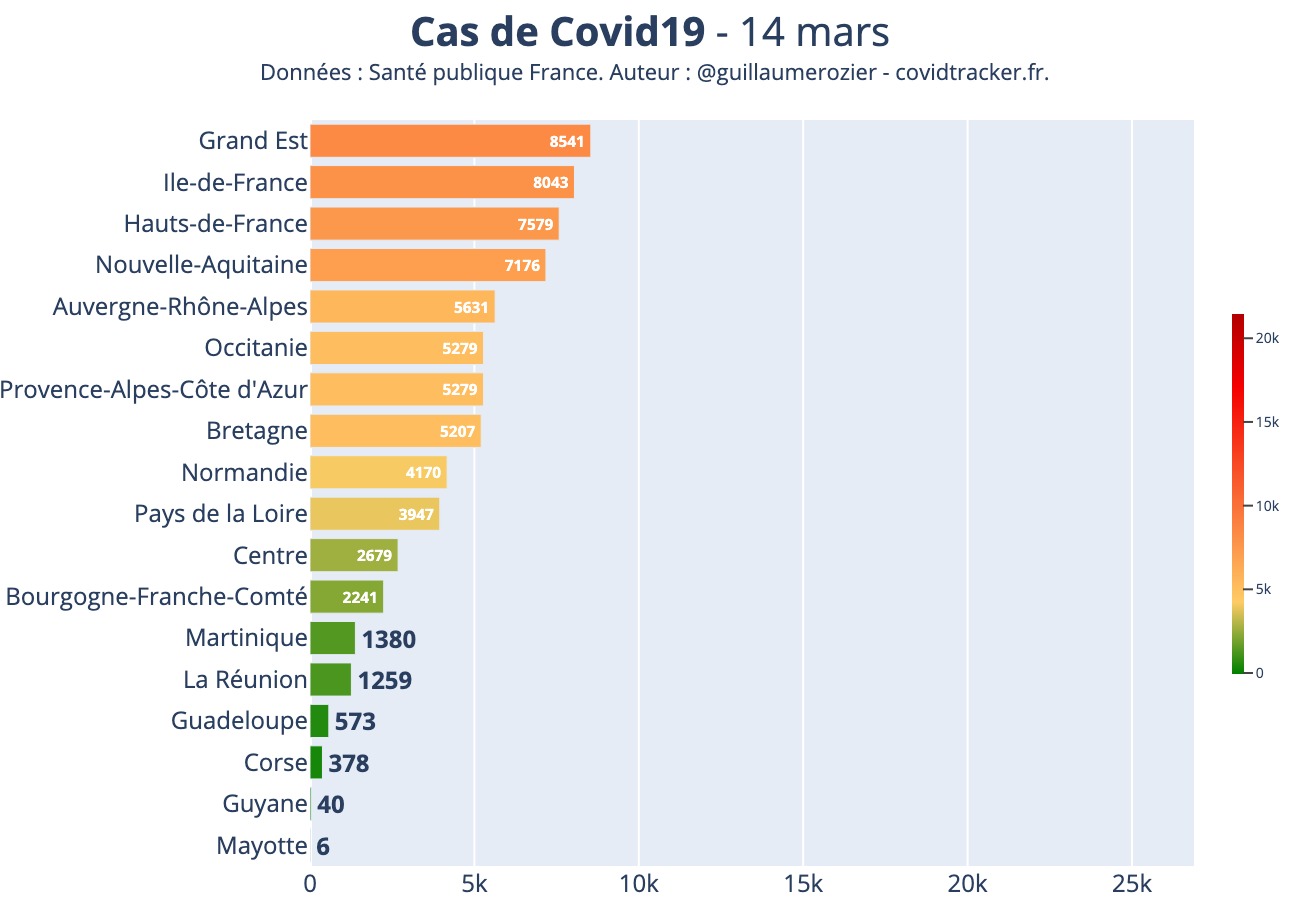 Cas de Covid19 - 14 mars
Données : Santé publique France. Auteur : @guillaumerozier - covidtracker.fr.
Grand Est 8541
Ile-de-France 8043
Hauts-de-France 7579
Nouvelle-Aquitaine 7176
Auvergne-Rhône-Alpes 5631
Occitanie 5279
Provence-Alpes-Côte d'Azur 5279
Bretagne 5207
Normandie 4170
Pays de la Loire 3947
Centre 2679
Bourgogne-Franche-Comté 2241
Martinique 1380
La Réunion 1259
Guadeloupe 573
Corse 378
Guyane 40
Mayotte 6
0 5k 10k 15k 20k 25k
20k
15k
10k
5k
0